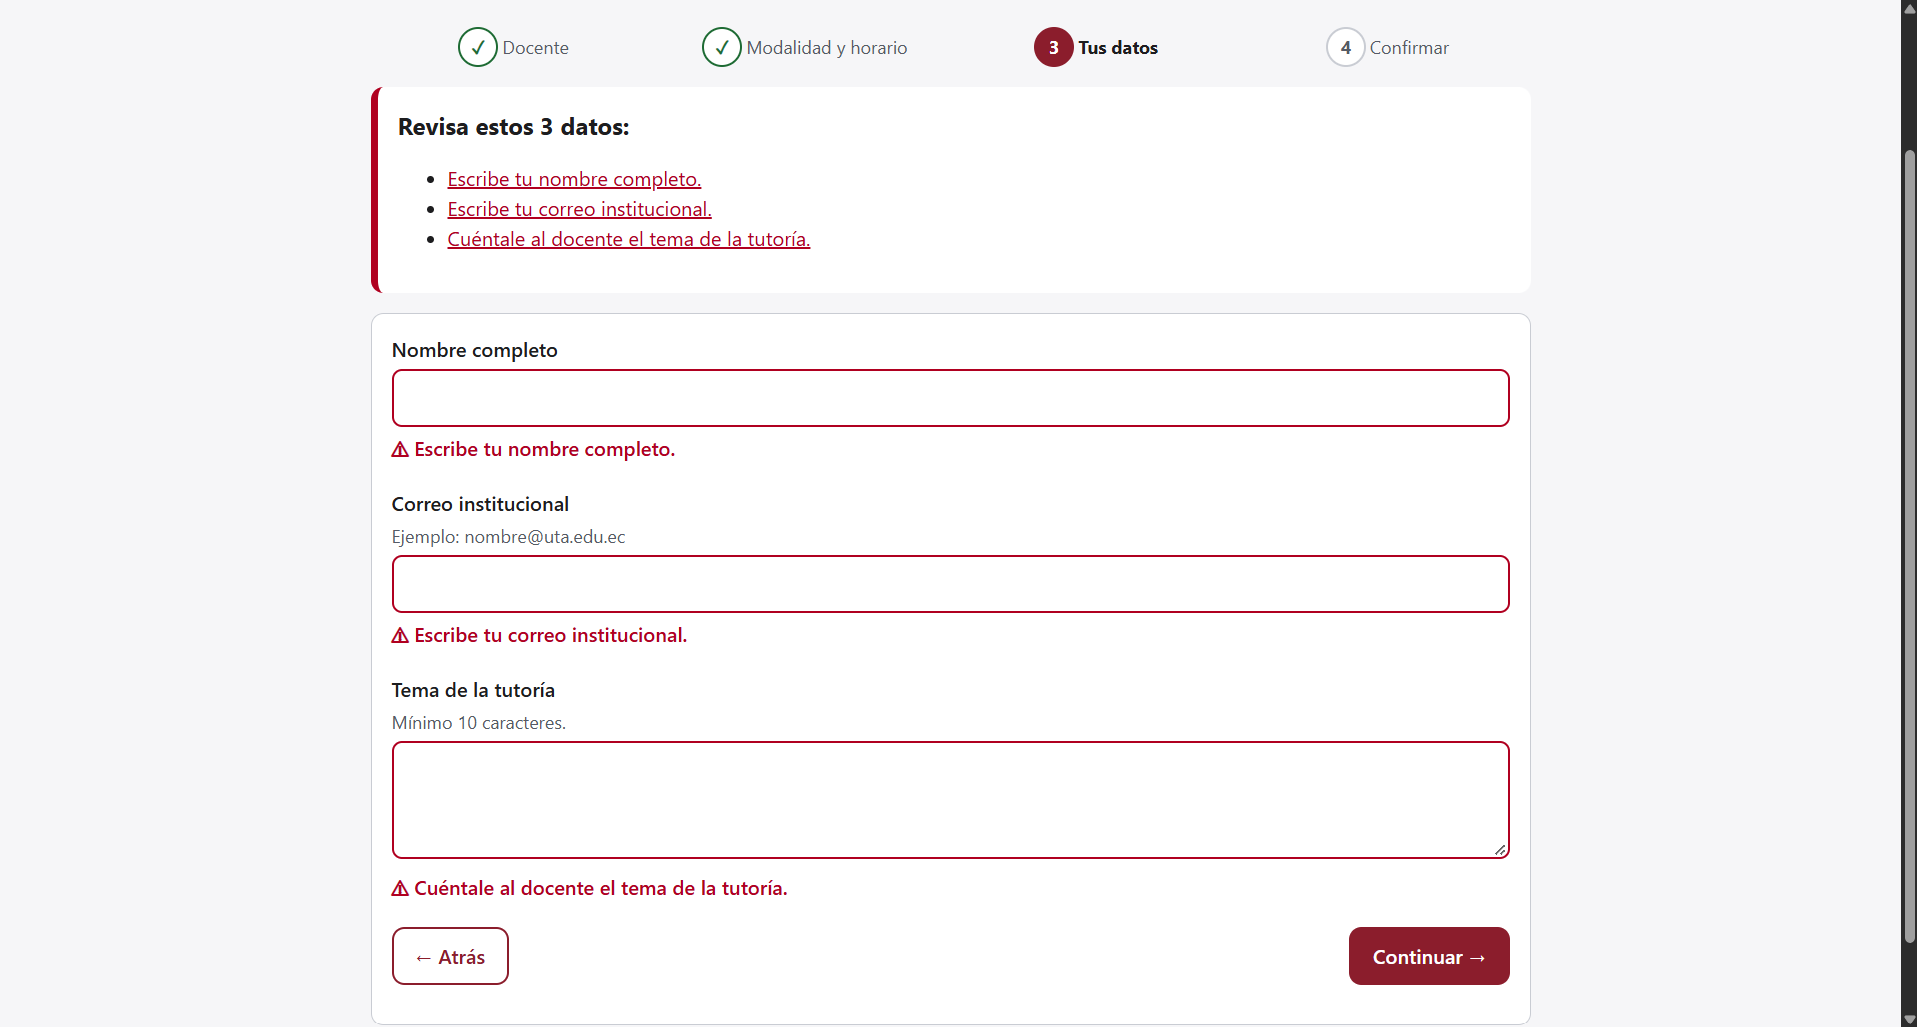 ✓ Docente ✓ Modalidad y horario 3 Tus datos 4 Confirmar
Revisa estos 3 datos:
• Escribe tu nombre completo.
• Escribe tu correo institucional.
• Cuéntale al docente el tema de la tutoría.
Nombre completo
⚠ Escribe tu nombre completo.
Correo institucional
Ejemplo: nombre@uta.edu.ec
⚠ Escribe tu correo institucional.
Tema de la tutoría
Mínimo 10 caracteres.
⚠ Cuéntale al docente el tema de la tutoría.
← Atrás Continuar →